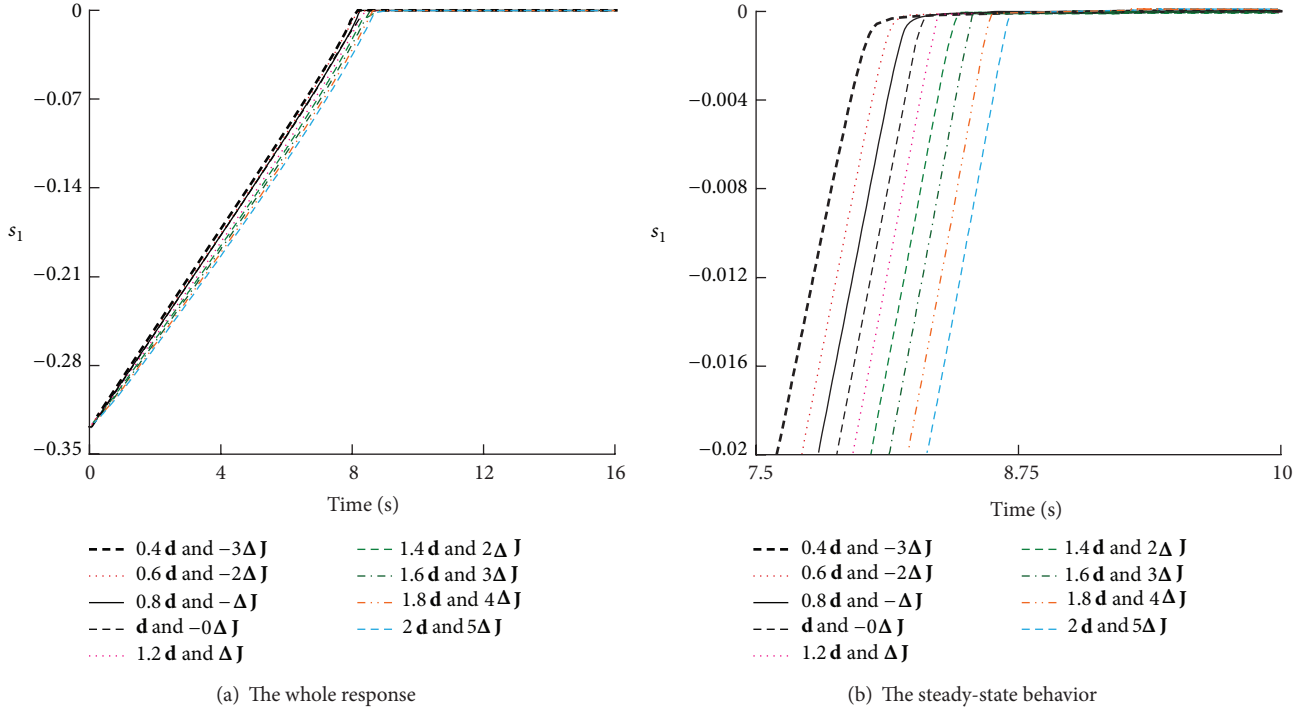 0
−0.07
−0.14
s1
−0.21
−0.28
−0.35
0 4 8 12 16
Time (s)
0.4 d and −3Δ J
0.6 d and −2Δ J
0.8 d and −Δ J
d and −0Δ J
1.2 d and Δ J
1.4 d and 2Δ J
1.6 d and 3Δ J
1.8 d and 4Δ J
2 d and 5Δ J
(a) The whole response
0
−0.004
−0.008
s1
−0.012
−0.016
−0.02
7.5 8.75 10
Time (s)
0.4 d and −3Δ J
0.6 d and −2Δ J
0.8 d and −Δ J
d and −0Δ J
1.2 d and Δ J
1.4 d and 2Δ J
1.6 d and 3Δ J
1.8 d and 4Δ J
2 d and 5Δ J
(b) The steady-state behavior